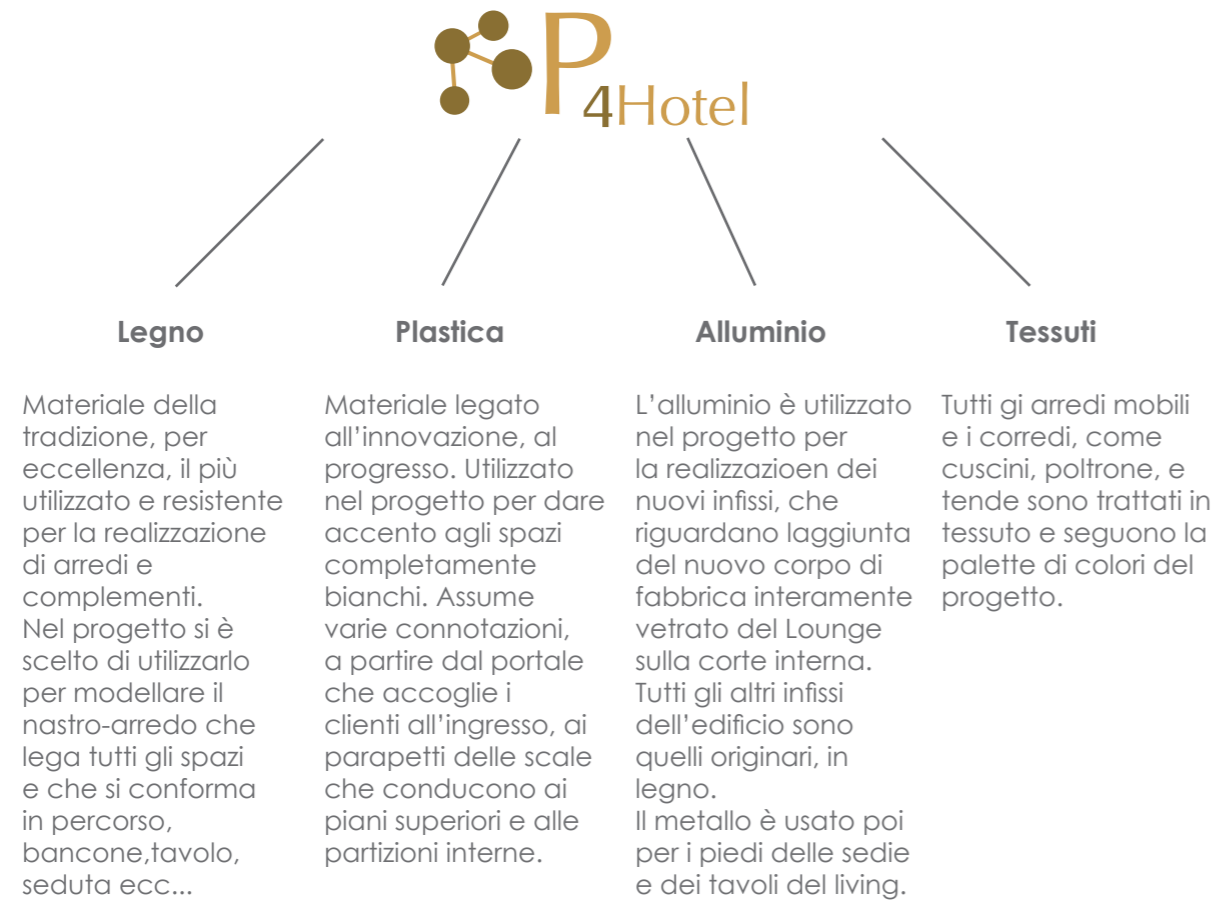 P
4Hotel
Legno
Plastica
Alluminio
Tessuti
Materiale della
tradizione, per
eccellenza, il più
utilizzato e resistente
per la realizzazione
di arredi e
complementi.
Nel progetto si è
scelto di utilizzarlo
per modellare il
nastro-arredo che
lega tutti gli spazi
e che si conforma
in percorso,
bancone,tavolo,
seduta ecc...
Materiale legato
all’innovazione, al
progresso. Utilizzato
nel progetto per dare
accento agli spazi
completamente
bianchi. Assume
varie connotazioni,
a partire dal portale
che accoglie i
clienti all’ingresso, ai
parapetti delle scale
che conducono ai
piani superiori e alle
partizioni interne.
L’alluminio è utilizzato
nel progetto per
la realizzazioen dei
nuovi infissi, che
riguardano laggiunta
del nuovo corpo di
fabbrica interamente
vetrato del Lounge
sulla corte interna.
Tutti gli altri infissi
dell’edificio sono
quelli originari, in
legno.
Il metallo è usato poi
per i piedi delle sedie
e dei tavoli del living.
Tutti gi arredi mobili
e i corredi, come
cuscini, poltrone, e
tende sono trattati in
tessuto e seguono la
palette di colori del
progetto.